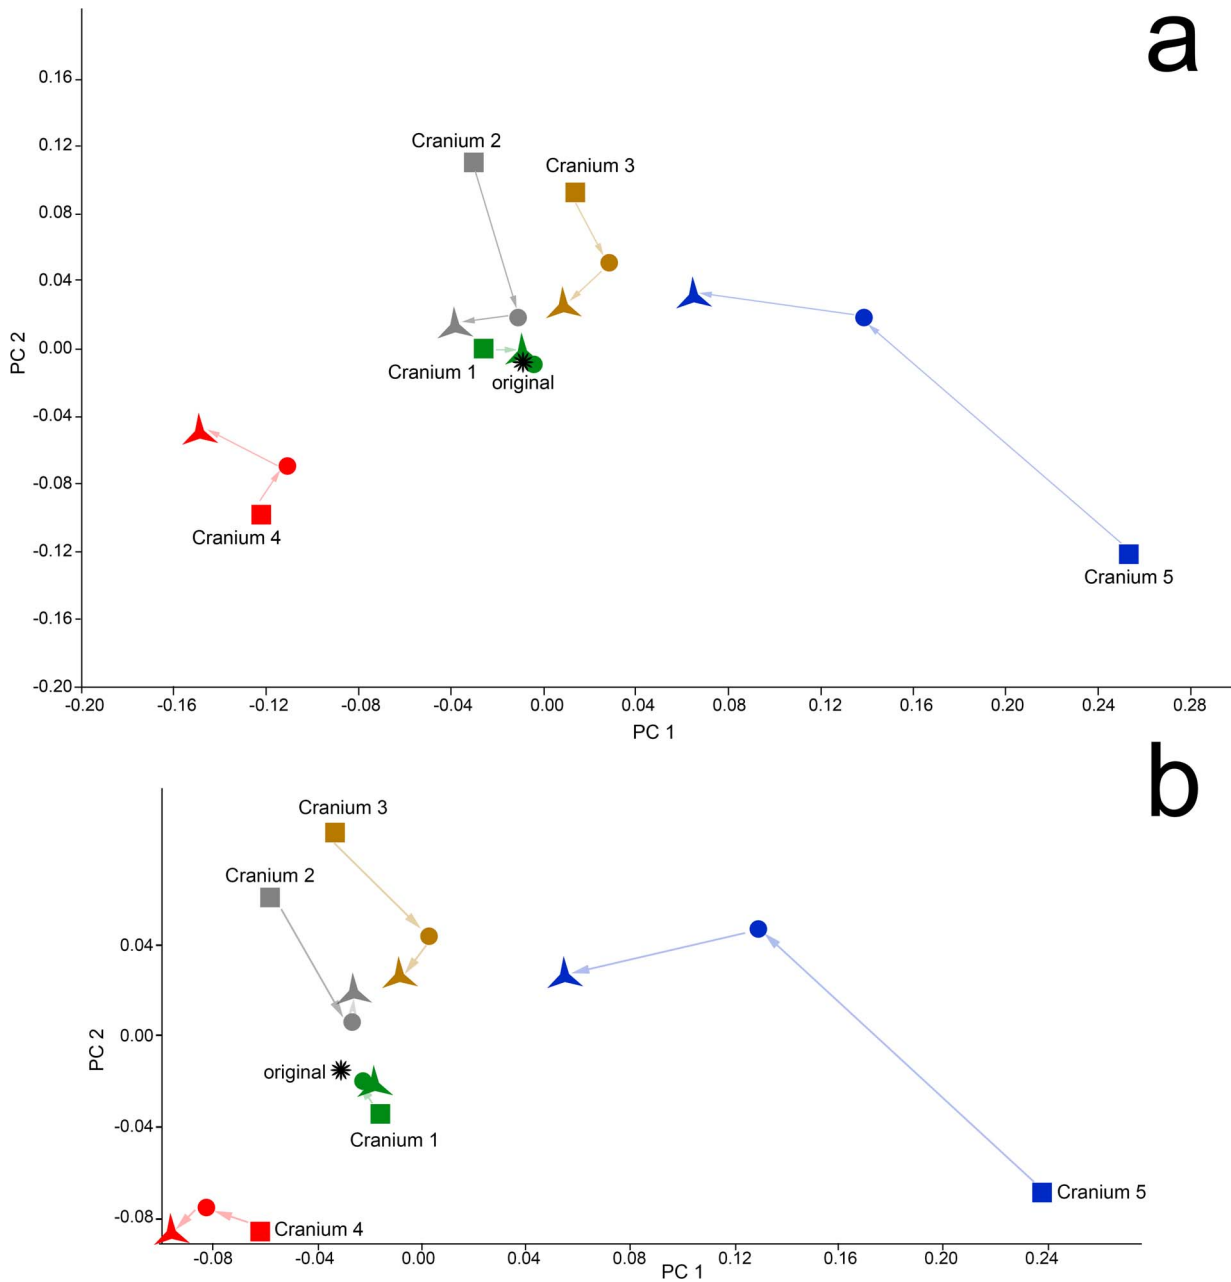 a
0.16
Cranium 2
0.12
Cranium 3
0.08
0.04
0.00
PC 2
Cranium 1
original
-0.04
-0.08
Cranium 4
-0.12
Cranium 5
-0.16
-0.20
-0.20 -0.16 -0.12 -0.08 -0.04 0.00 0.04 0.08 0.12 0.16 0.20 0.24 0.28
PC 1
b
Cranium 3
Cranium 2
0.04
0.00
PC 2
original
-0.04
Cranium 1
Cranium 5
-0.08
Cranium 4
-0.08 -0.04 0.00 0.04 0.08 0.12 0.16 0.20 0.24
PC 1